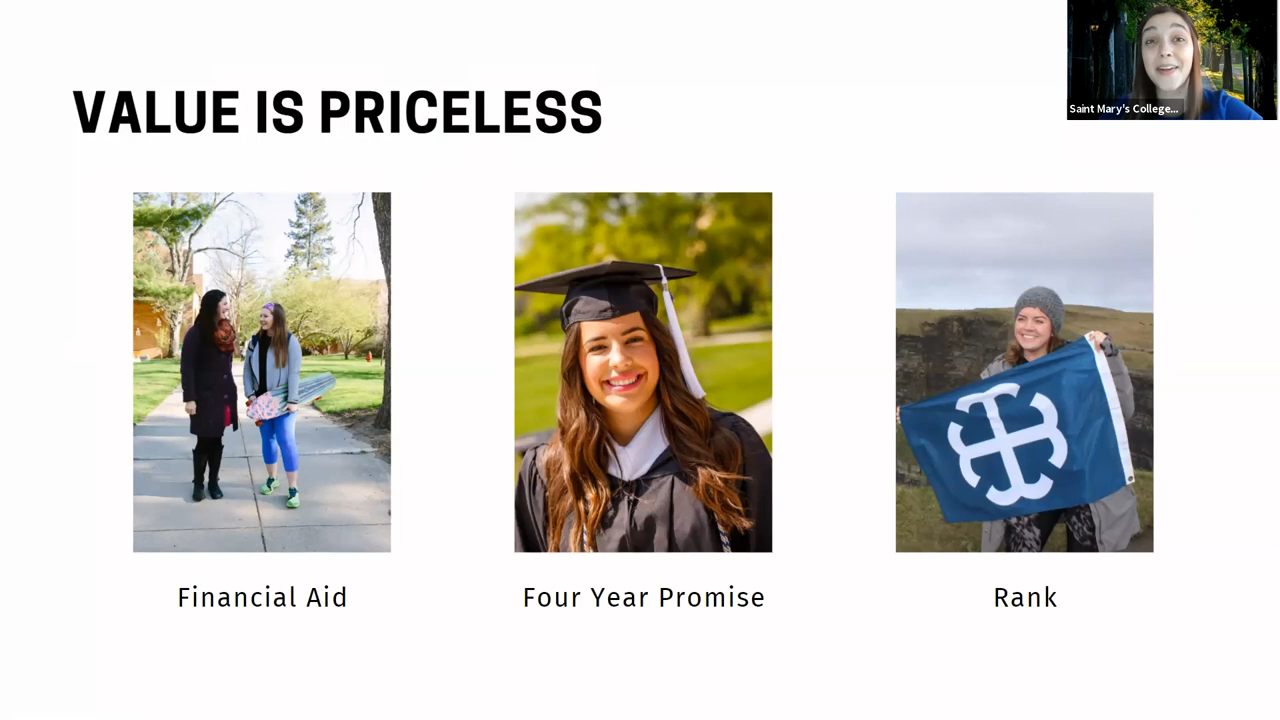 VALUE IS PRICELESS
Saint Mary's College...
Financial Aid
Four Year Promise
Rank